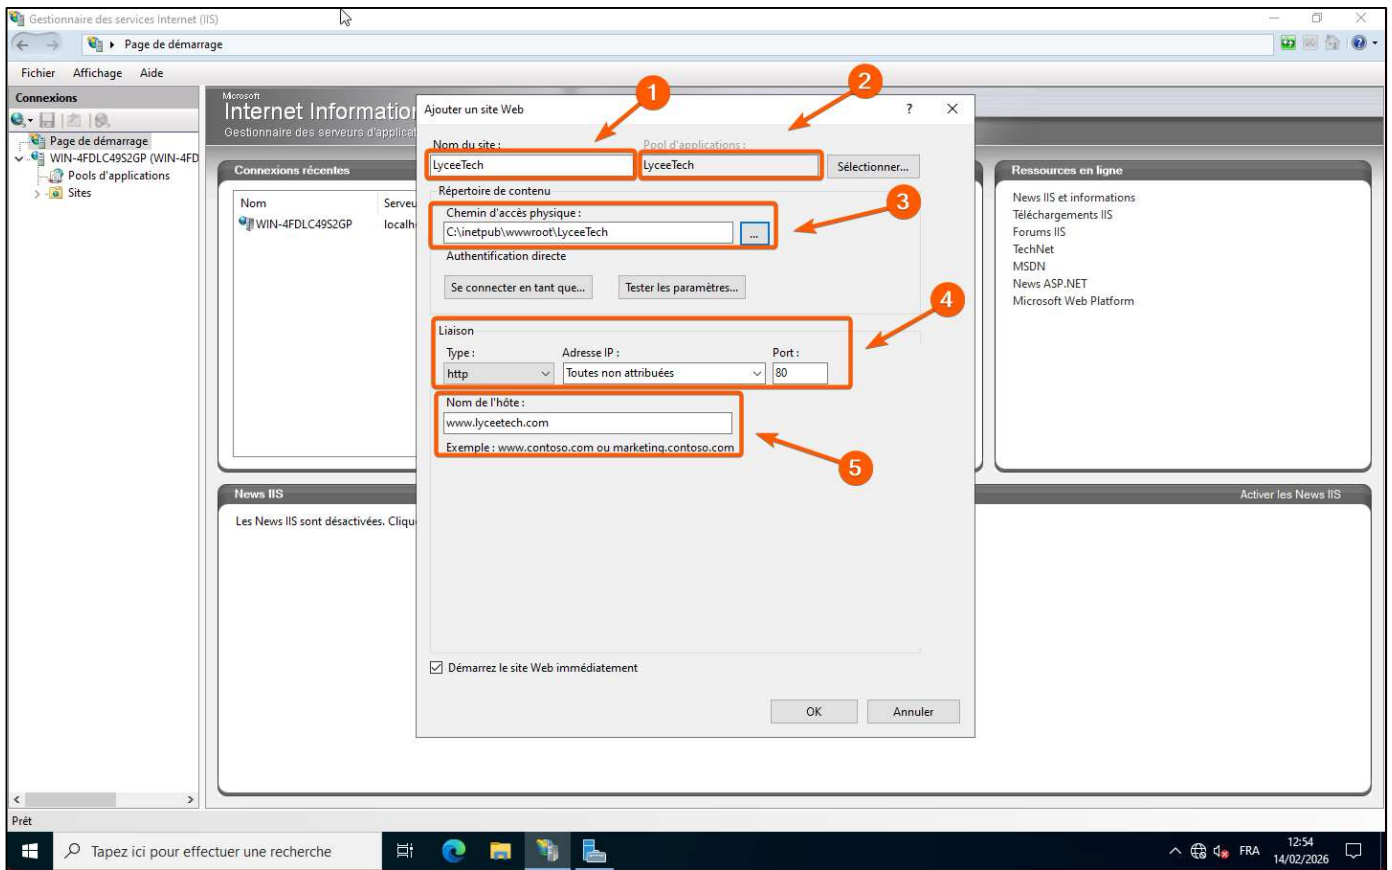 Gestionnaire des services Internet (IIS)
Page de démarrage
Fichier Affichage Aide
Connexions
Page de démarrage
WIN-4FDLC49S2GP (WIN-4FD
Pools d'applications
Sites
Microsoft
Internet Information
Gestionnaire des serveurs d'applicat
Connexions récentes
Nom Serveu
WIN-4FDLC49S2GP localh
Ajouter un site Web ? ×
1
2
Nom du site : Pool d'applications :
LyceeTech LyceeTech Sélectionner...
Répertoire de contenu
3
Chemin d'accès physique :
C:\inetpub\wwwroot\LyceeTech ...
Authentification directe
Se connecter en tant que... Tester les paramètres...
4
Liaison
Type : Adresse IP : Port :
http Toutes non attribuées 80
Nom de l'hôte :
www.lyceetech.com
Exemple : www.contoso.com ou marketing.contoso.com
5
Démarrez le site Web immédiatement
OK Annuler
Ressources en ligne
News IIS et informations
Téléchargements IIS
Forums IIS
TechNet
MSDN
News ASP.NET
Microsoft Web Platform
News IIS Activer les News IIS
Les News IIS sont désactivées. Cliqu
Prêt
Tapez ici pour effectuer une recherche
FRA
12:54
14/02/2026